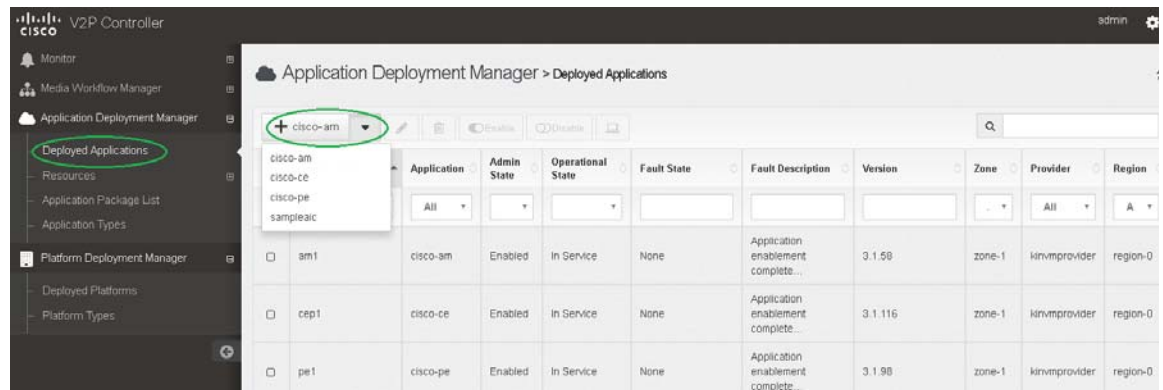 cisco V2P Controller
admin
Monitor
Media Workflow Manager
Application Deployment Manager
Deployed Applications
Resources
Application Package List
Application Types
Platform Deployment Manager
Deployed Platforms
Platform Types
Application Deployment Manager > Deployed Applications
+ cisco-am
Enable
Disable
cisco-am
cisco-ce
cisco-pe
sampleaic
Application
Admin State
Operational State
Fault State
Fault Description
Version
Zone
Provider
Region
All
All
A
am1 cisco-am Enabled In Service None Application enablement complete... 3.1.58 zone-1 kinvmprovider region-0
cep1 cisco-ce Enabled In Service None Application enablement complete... 3.1.116 zone-1 kinvmprovider region-0
pe1 cisco-pe Enabled In Service None Application enablement complete... 3.1.98 zone-1 kinvmprovider region-0